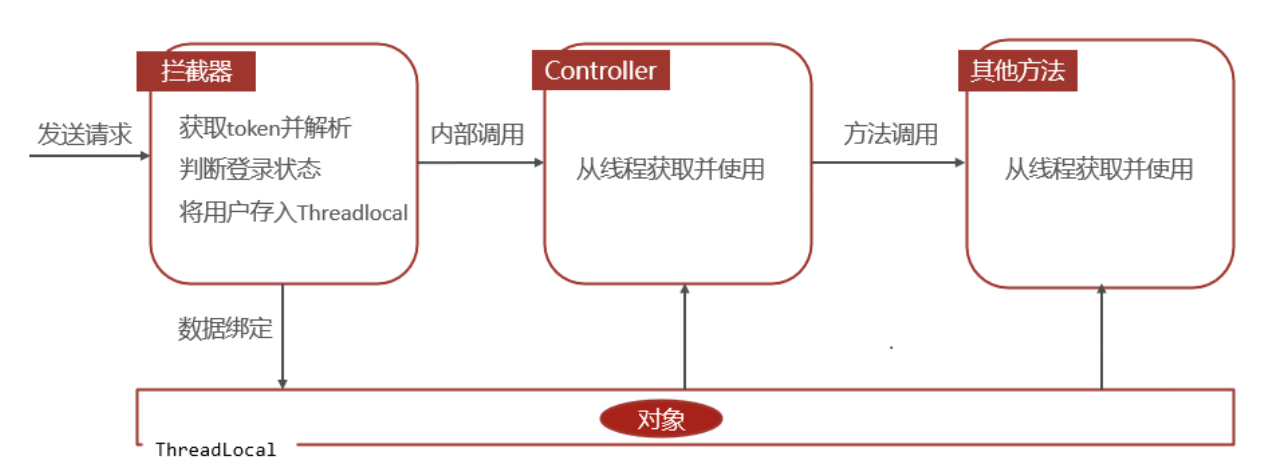 拦截器
Controller
其他方法
发送请求
获取token并解析
判断登录状态
将用户存入Threadlocal
内部调用
从线程获取并使用
方法调用
从线程获取并使用
数据绑定
对象
ThreadLocal